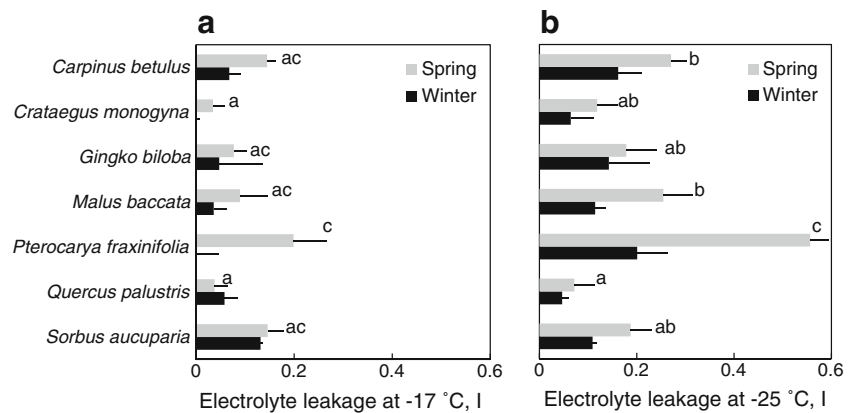 a
b
Carpinus betulus
ac
b
Spring
Spring
Winter
Winter
Crataegus monogyna
a
ab
Gingko biloba
ac
ab
Malus baccata
ac
b
Pterocarya fraxinifolia
c
c
Quercus palustris
a
a
Sorbus aucuparia
ac
ab
0 0.2 0.4 0.6
0 0.2 0.4 0.6
Electrolyte leakage at -17 ˚C, I
Electrolyte leakage at -25 ˚C, I